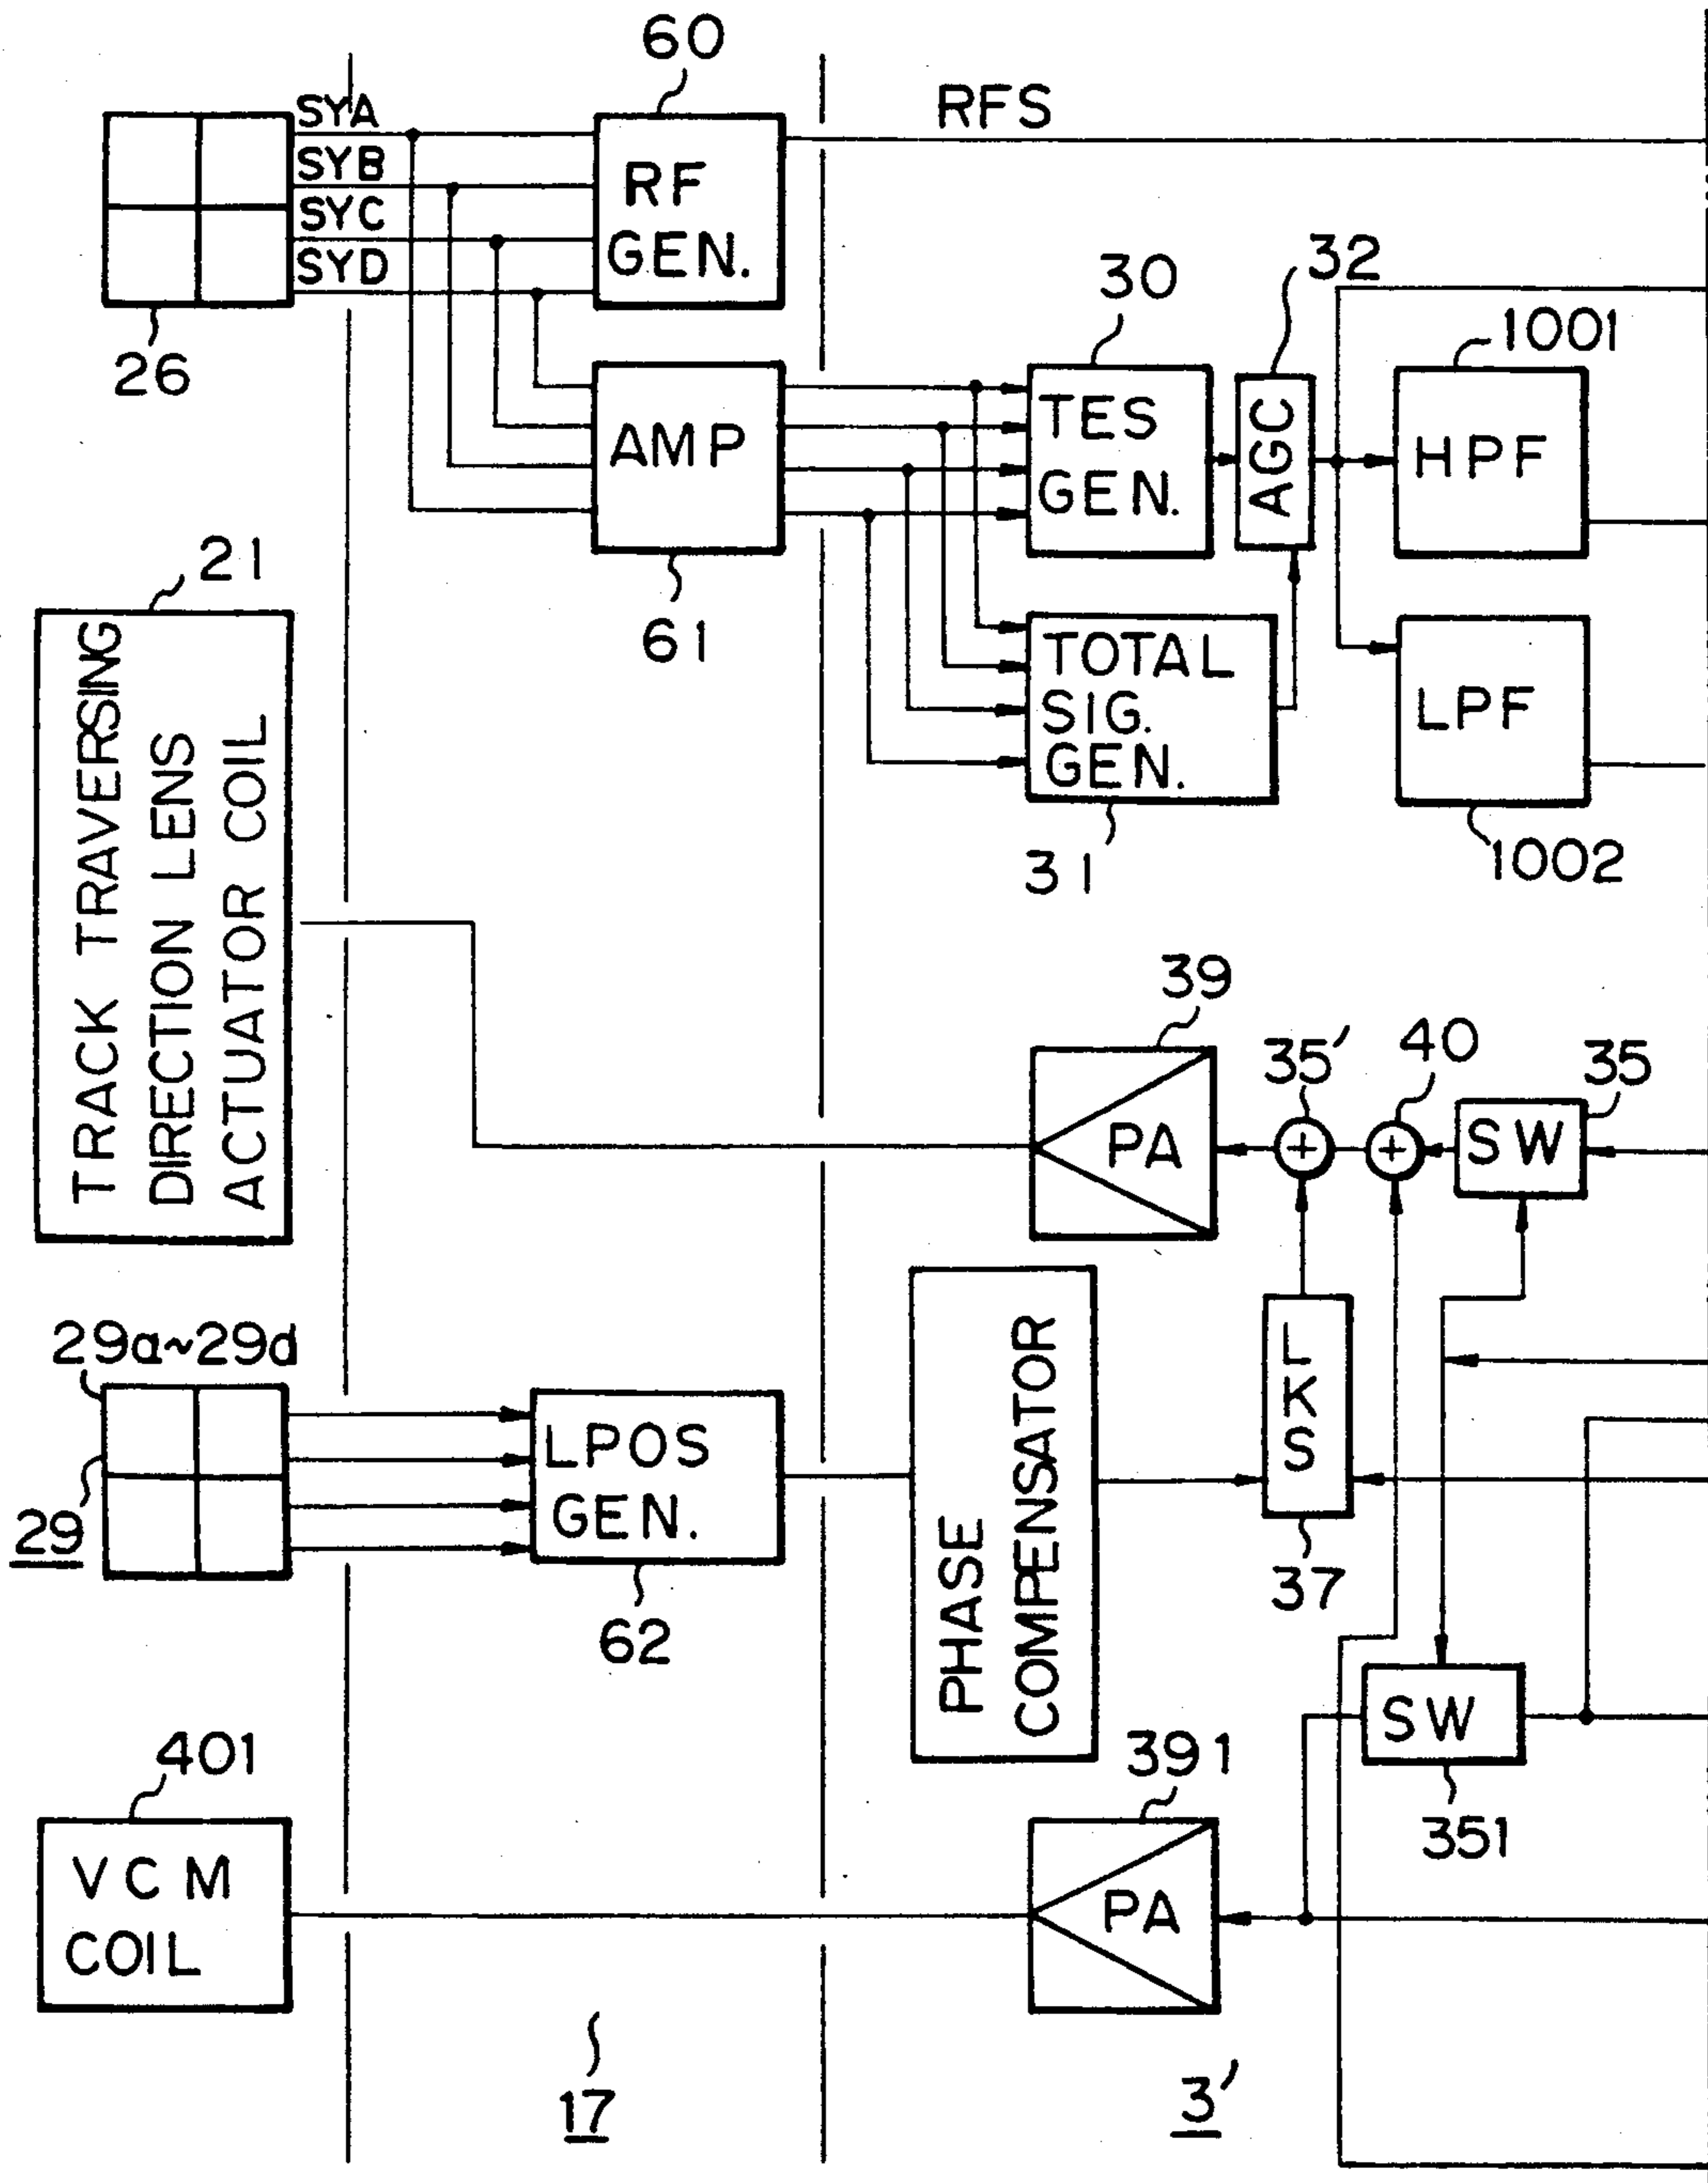 60
RFS
SYA
SYB
SYC
SYD
RF
GEN.
26
30
32
1001
AMP
TES
GEN.
AGC
HPF
61
21
TRACK TRAVERSING
DIRECTION LENS
ACTUATOR COIL
TOTAL
SIG.
GEN.
LPF
31
1002
39
35'
40
35
PA
+
+
SW
29a~29d
29
LPOS
GEN.
62
PHASE
COMPENSATOR
LKS
37
SW
351
401
VCM
COIL
391
PA
17
3'